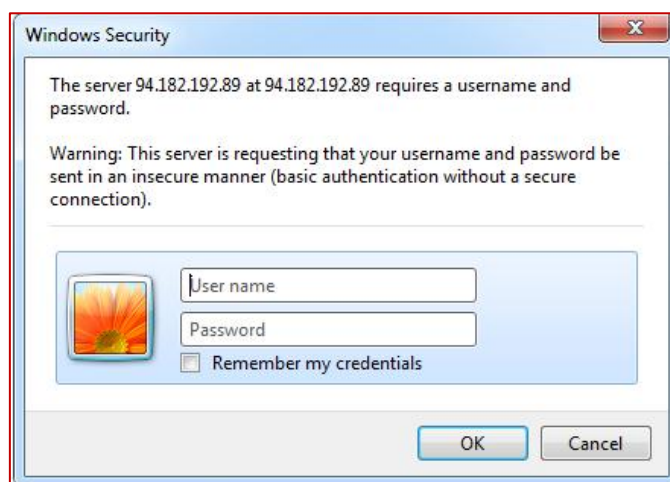 Windows Security
The server 94.182.192.89 at 94.182.192.89 requires a username and
password.
Warning: This server is requesting that your username and password be
sent in an insecure manner (basic authentication without a secure
connection).
User name
Password
Remember my credentials
OK
Cancel